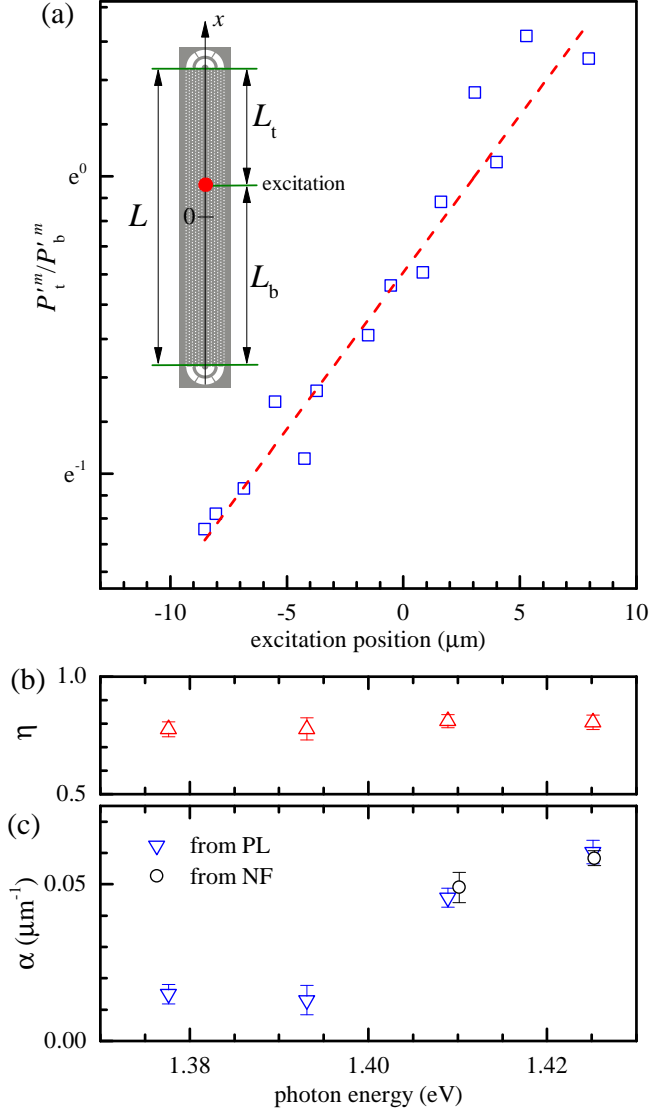 (a)
x
L
L_t
excitation
0
L_b
e^0
e^-1
P'_t^m/P'_b^m
-10 -5 0 5 10
excitation position (μm)
(b)
1.0
0.5
η
(c)
from PL
from NF
0.05
0.00
α (μm^-1)
1.38 1.40 1.42
photon energy (eV)